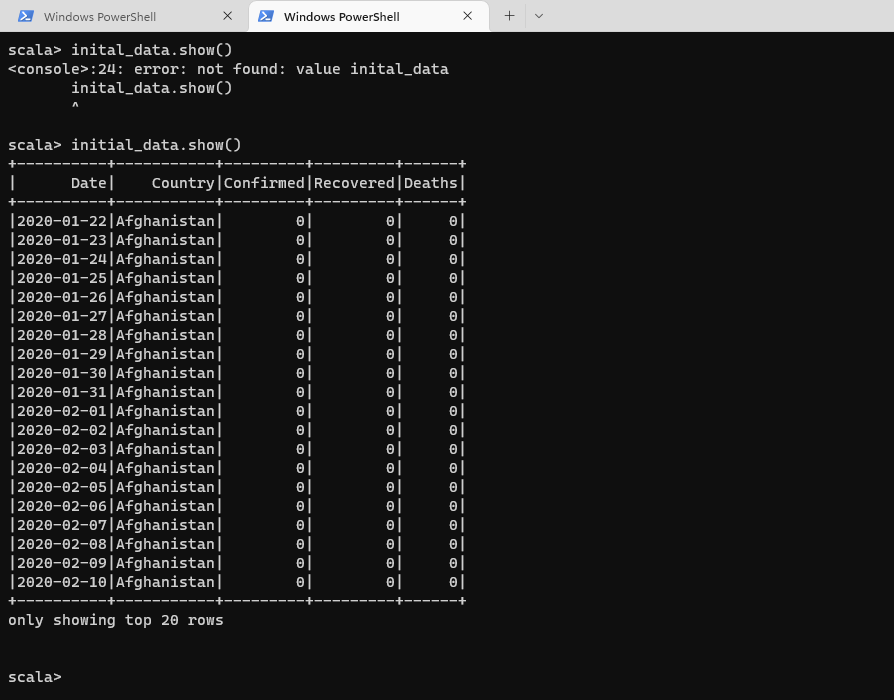 Windows PowerShell
Windows PowerShell
scala> inital_data.show()
<console>:24: error: not found: value inital_data
       inital_data.show()
       ^
scala> initial_data.show()
+----------+-----------+---------+---------+------+
|      Date|    Country|Confirmed|Recovered|Deaths|
+----------+-----------+---------+---------+------+
|2020-01-22|Afghanistan|        0|        0|     0|
|2020-01-23|Afghanistan|        0|        0|     0|
|2020-01-24|Afghanistan|        0|        0|     0|
|2020-01-25|Afghanistan|        0|        0|     0|
|2020-01-26|Afghanistan|        0|        0|     0|
|2020-01-27|Afghanistan|        0|        0|     0|
|2020-01-28|Afghanistan|        0|        0|     0|
|2020-01-29|Afghanistan|        0|        0|     0|
|2020-01-30|Afghanistan|        0|        0|     0|
|2020-01-31|Afghanistan|        0|        0|     0|
|2020-02-01|Afghanistan|        0|        0|     0|
|2020-02-02|Afghanistan|        0|        0|     0|
|2020-02-03|Afghanistan|        0|        0|     0|
|2020-02-04|Afghanistan|        0|        0|     0|
|2020-02-05|Afghanistan|        0|        0|     0|
|2020-02-06|Afghanistan|        0|        0|     0|
|2020-02-07|Afghanistan|        0|        0|     0|
|2020-02-08|Afghanistan|        0|        0|     0|
|2020-02-09|Afghanistan|        0|        0|     0|
|2020-02-10|Afghanistan|        0|        0|     0|
+----------+-----------+---------+---------+------+
only showing top 20 rows
scala>